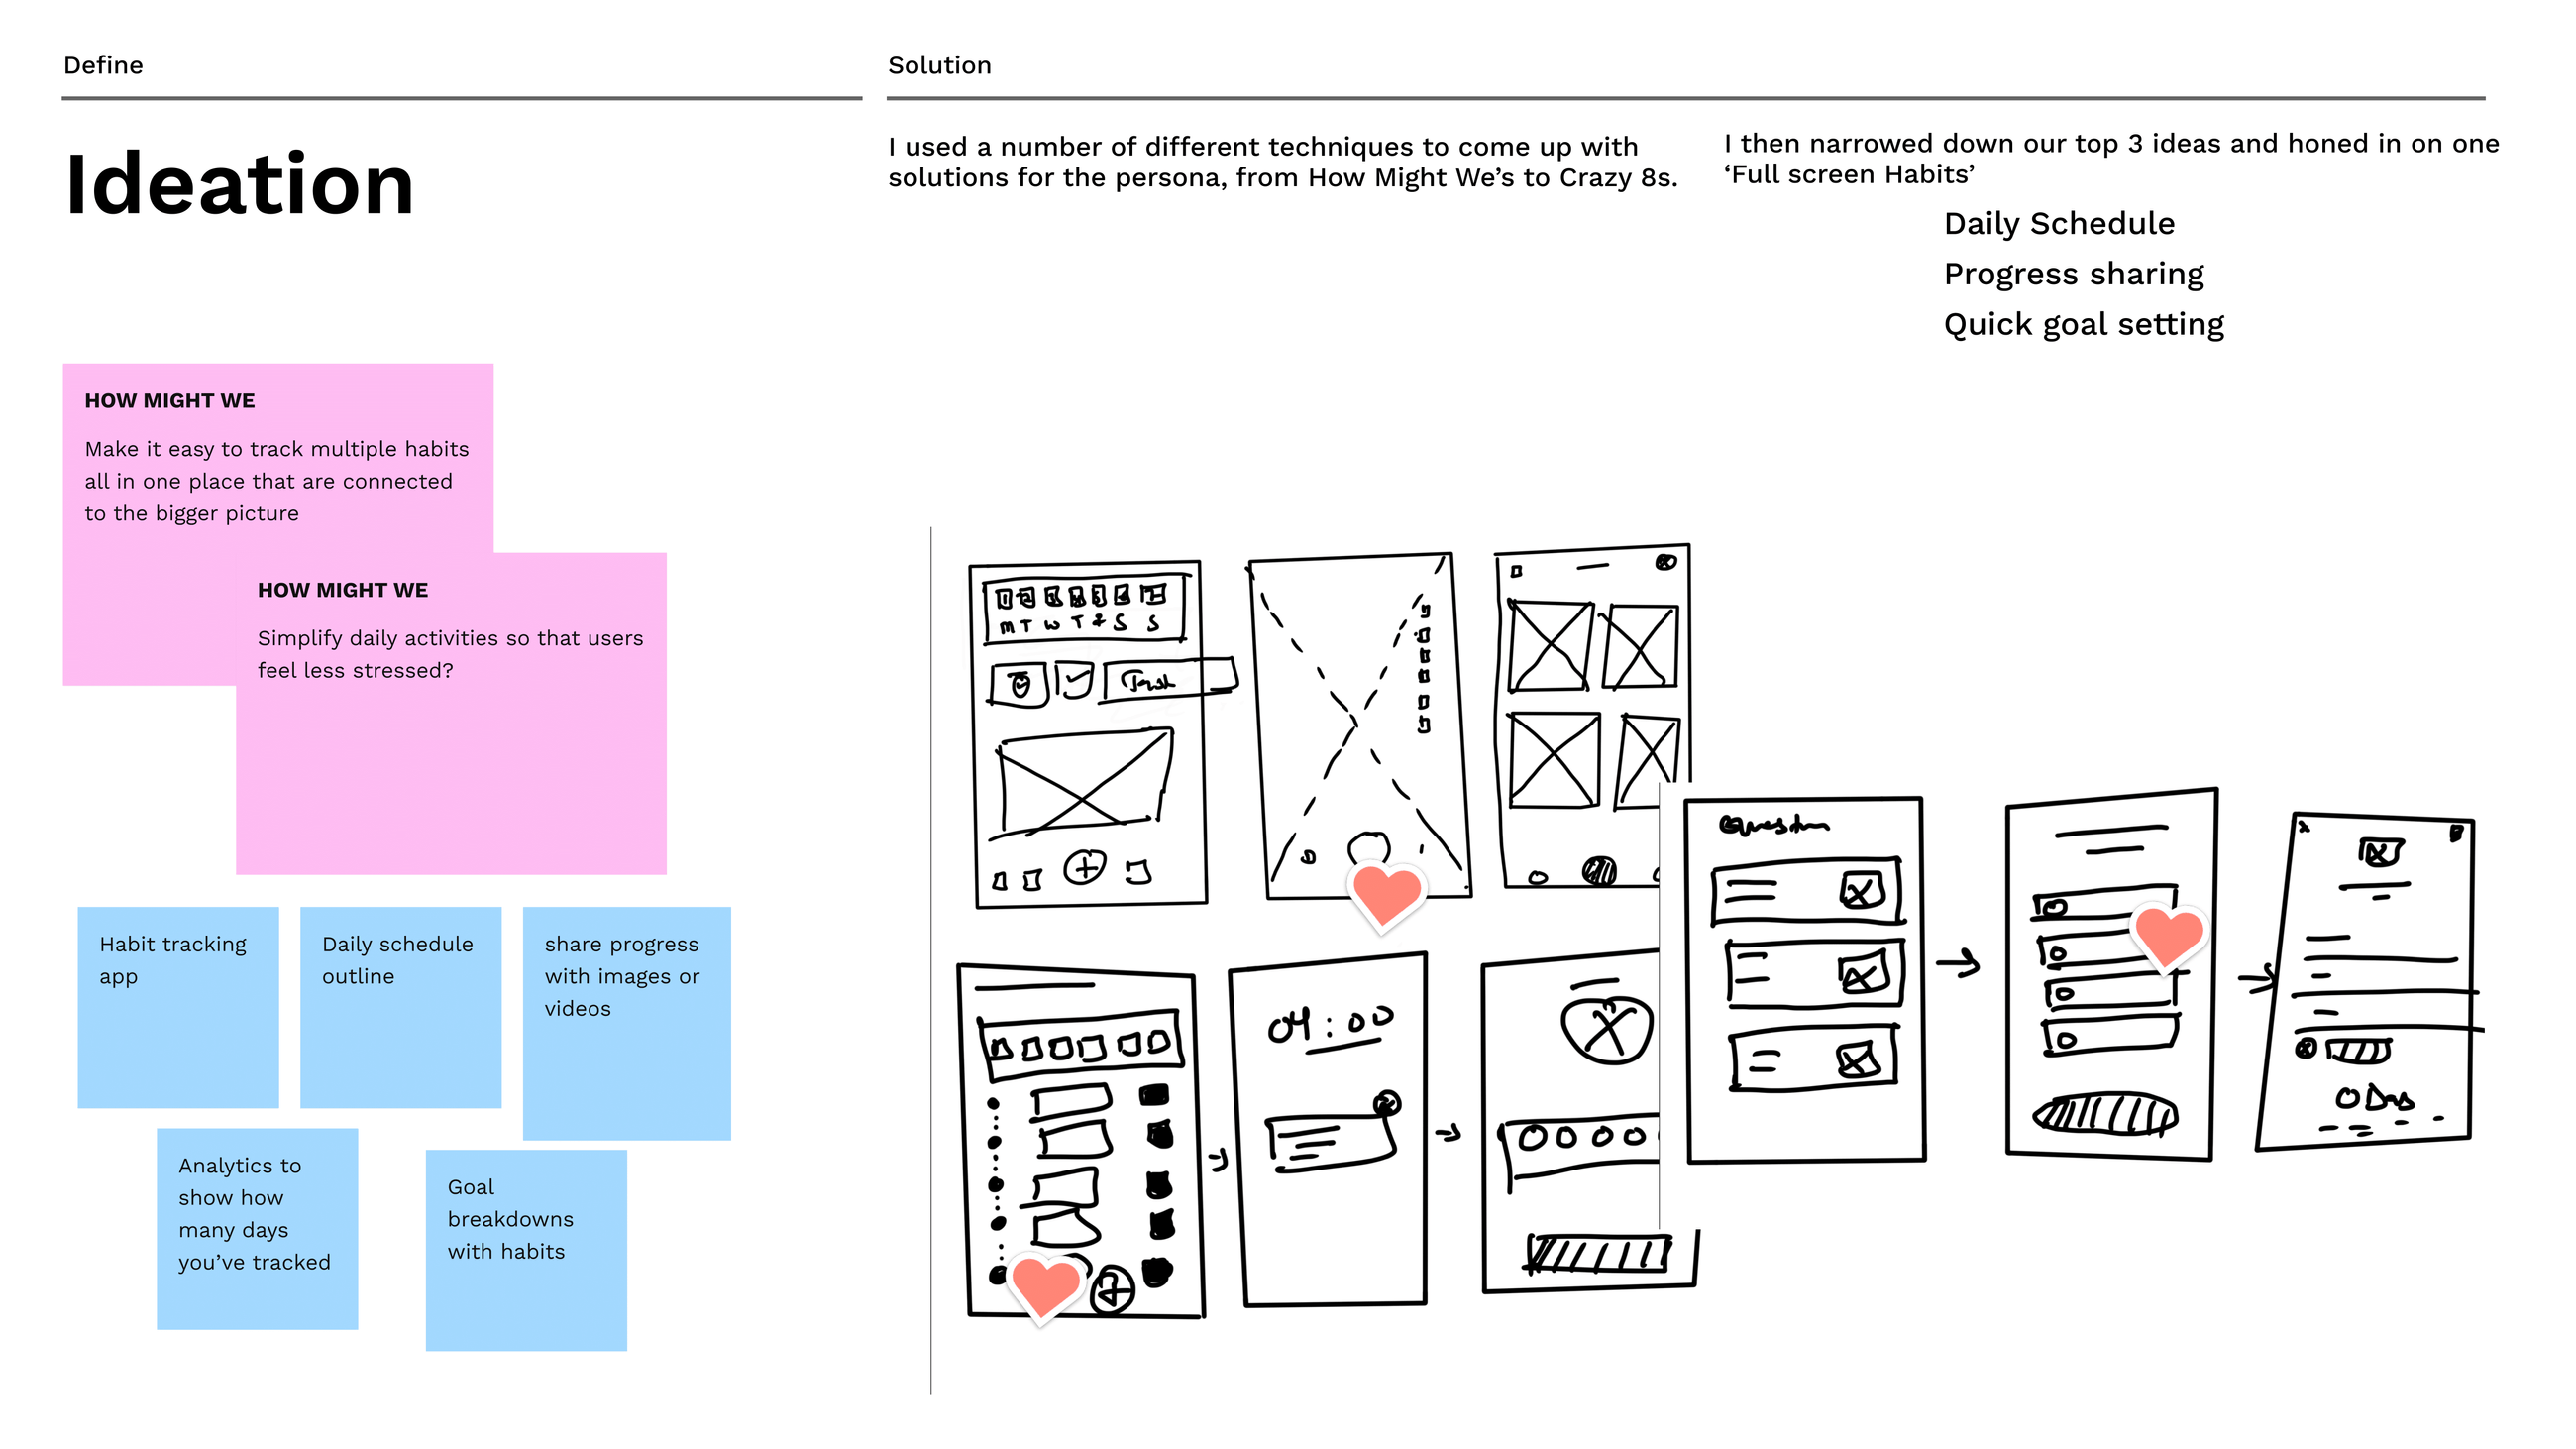 Define
Solution
Ideation
I used a number of different techniques to come up with
solutions for the persona, from How Might We’s to Crazy 8s.
I then narrowed down our top 3 ideas and honed in on one
‘Full screen Habits’
Daily Schedule
Progress sharing
Quick goal setting
HOW MIGHT WE
Make it easy to track multiple habits
all in one place that are connected
to the bigger picture
HOW MIGHT WE
Simplify daily activities so that users
feel less stressed?
Habit tracking
app
Daily schedule
outline
share progress
with images or
videos
Analytics to
show how
many days
you’ve tracked
Goal
breakdowns
with habits
M T W T F S S
04:00